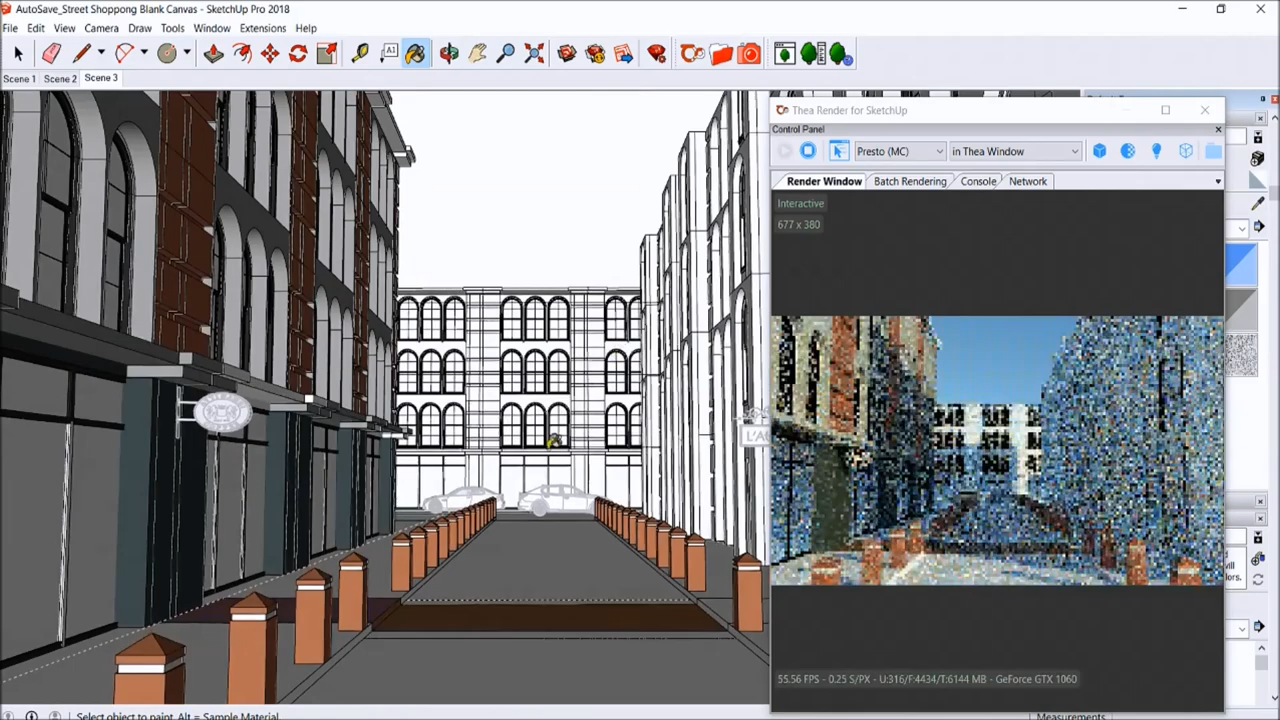 AutoSave_Street Shoppong Blank Canvas - SketchUp Pro 2018
File Edit View Camera Draw Tools Window Extensions Help
A1
Scene 1 Scene 2 Scene 3
Thea Render for SketchUp
Control Panel
Presto (MC) in Thea Window
Render Window Batch Rendering Console Network
Interactive
677 x 380
L'A
will
lors.
55.56 FPS - 0.25 S/PX - U:316/F:4434/T:6144 MB - GeForce GTX 1060
Select object to paint. Alt = Sample Material.
Measurements